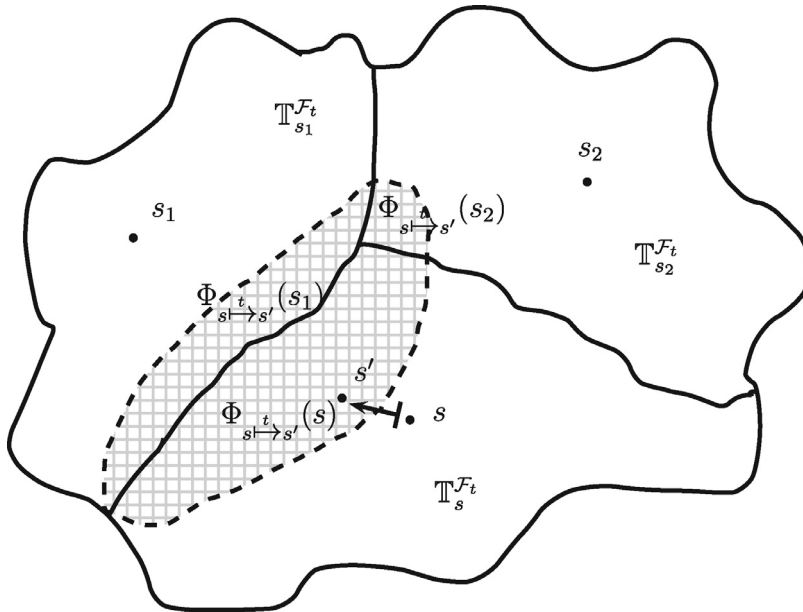 𝕋_{s_1}^{ℱ_t}
s_2
s_1
Φ_{s ↦^t s'}(s_2)
𝕋_{s_2}^{ℱ_t}
Φ_{s ↦^t s'}(s_1)
s'
Φ_{s ↦^t s'}(s)
s
𝕋_s^{ℱ_t}